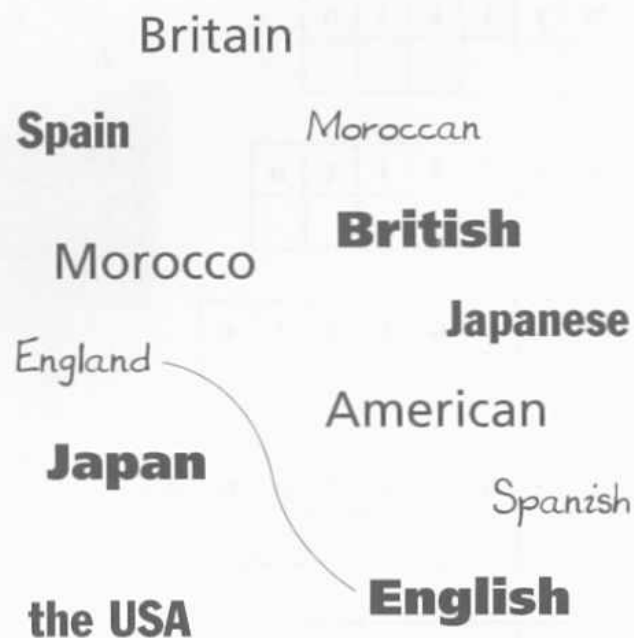 Britain
Spain
Moroccan
British
Morocco
Japanese
England
American
Japan
Spanish
English
the USA